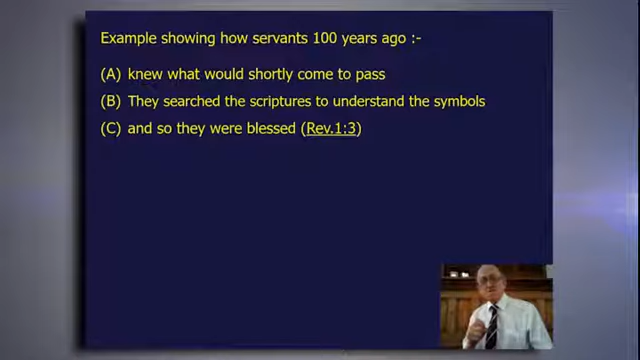 Example showing how servants 100 years ago :-
(A) knew what would shortly come to pass
(B) They searched the scriptures to understand the symbols
(C) and so they were blessed (Rev.1:3)